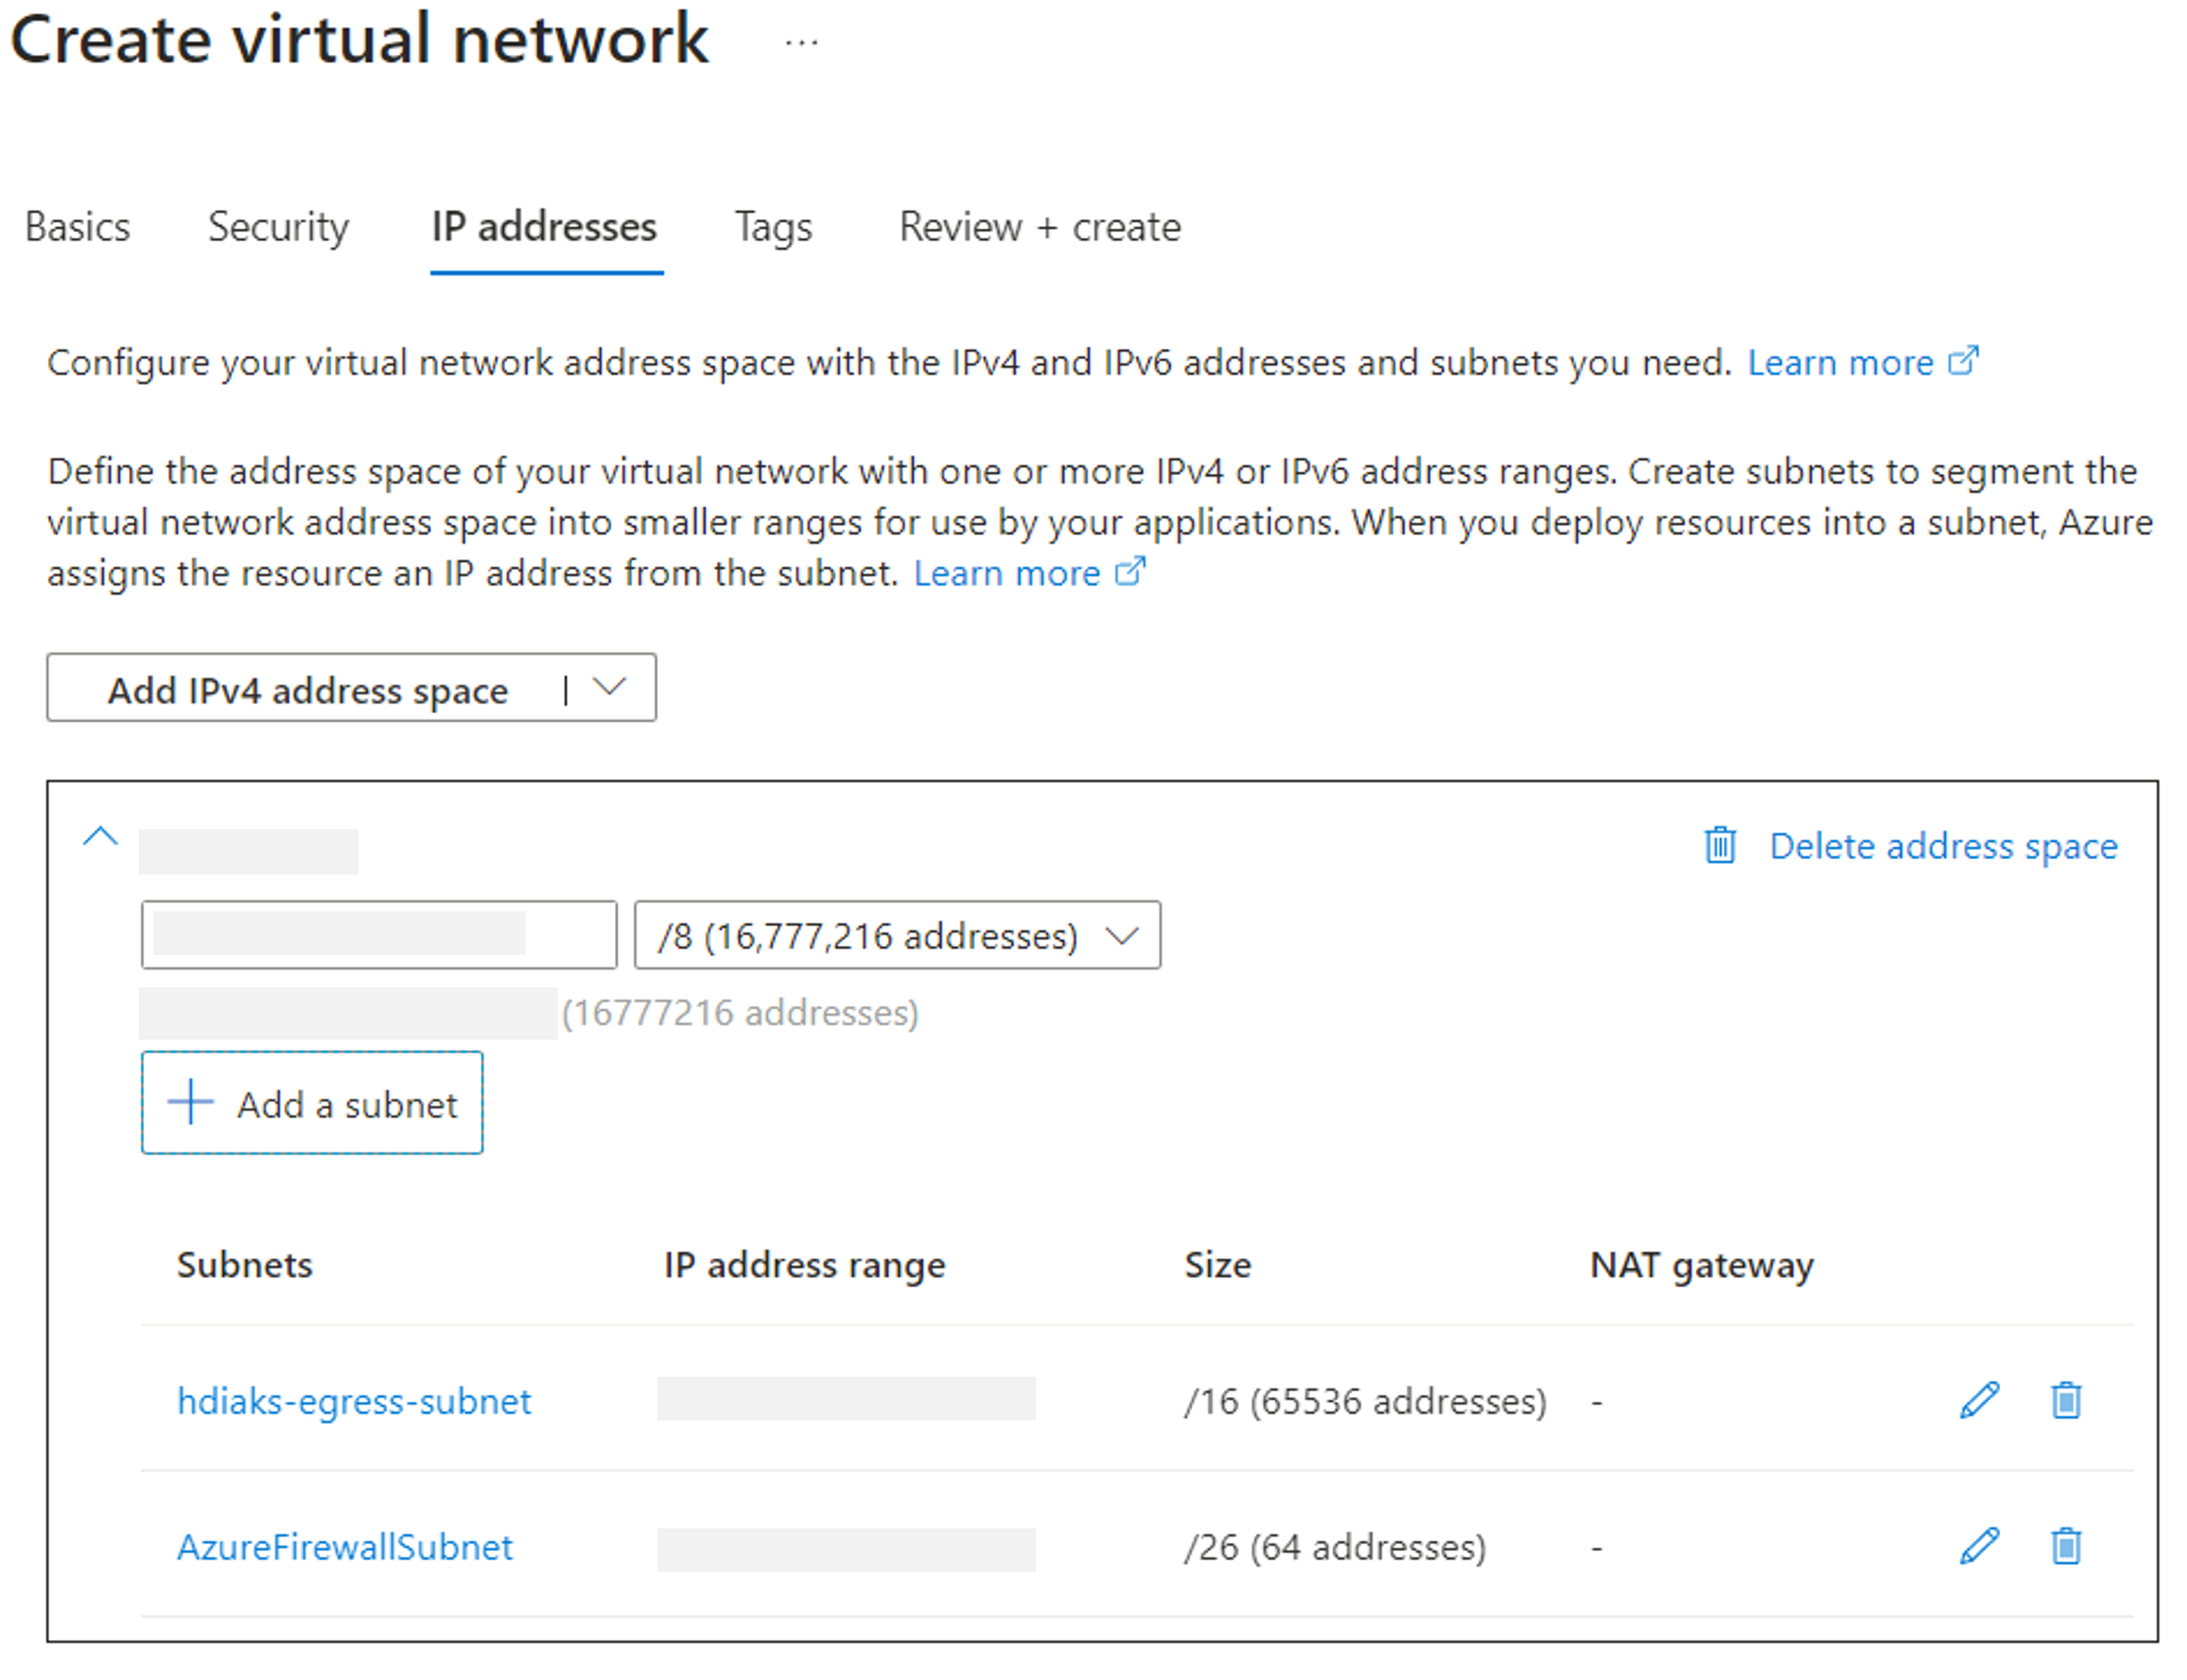 Create virtual network ...
Basics Security IP addresses Tags Review + create
Configure your virtual network address space with the IPv4 and IPv6 addresses and subnets you need. Learn more
Define the address space of your virtual network with one or more IPv4 or IPv6 address ranges. Create subnets to segment the
virtual network address space into smaller ranges for use by your applications. When you deploy resources into a subnet, Azure
assigns the resource an IP address from the subnet. Learn more
Add IPv4 address space |
Delete address space
/8 (16,777,216 addresses)
(16777216 addresses)
+ Add a subnet
Subnets IP address range Size NAT gateway
hdiaks-egress-subnet /16 (65536 addresses) -
AzureFirewallSubnet /26 (64 addresses) -